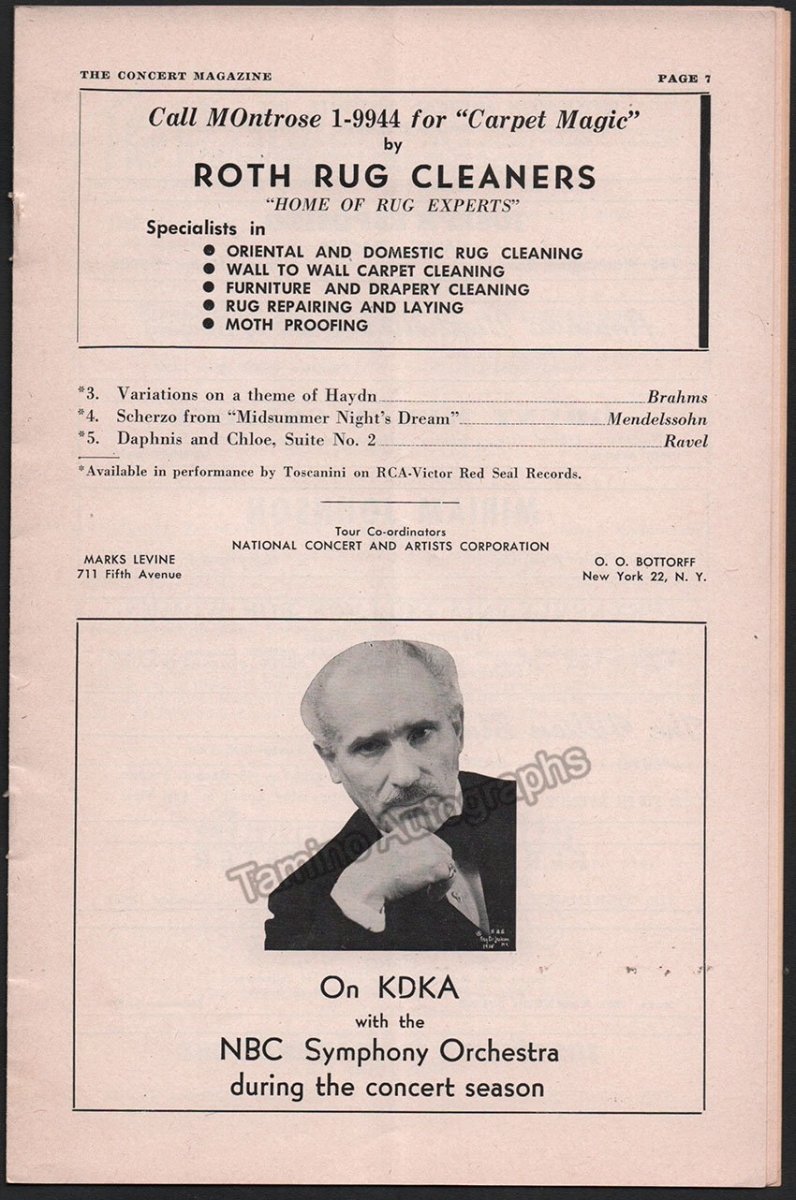 THE CONCERT MAGAZINE PAGE 7
Call MOntrose 1-9944 for "Carpet Magic"
by
ROTH RUG CLEANERS
"HOME OF RUG EXPERTS"
Specialists in
● ORIENTAL AND DOMESTIC RUG CLEANING
● WALL TO WALL CARPET CLEANING
● FURNITURE AND DRAPERY CLEANING
● RUG REPAIRING AND LAYING
● MOTH PROOFING
*3. Variations on a theme of Haydn Brahms
*4. Scherzo from "Midsummer Night's Dream" Mendelssohn
*5. Daphnis and Chloe, Suite No. 2 Ravel
*Available in performance by Toscanini on RCA-Victor Red Seal Records.
Tour Co-ordinators
NATIONAL CONCERT AND ARTISTS CORPORATION
MARKS LEVINE O. O. BOTTORFF
711 Fifth Avenue New York 22, N. Y.
Tamino Autographs
On KDKA
with the
NBC Symphony Orchestra
during the concert season